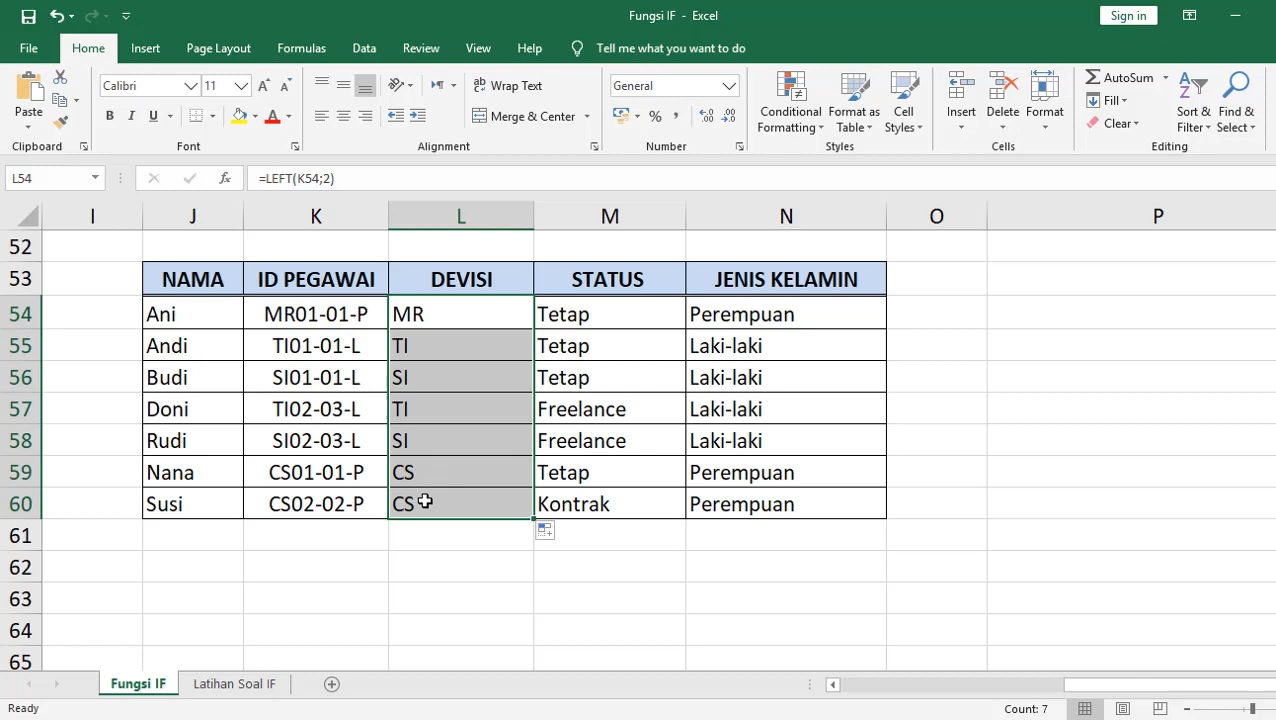 Fungsi IF - Excel
Sign in
File Home Insert Page Layout Formulas Data Review View Help Tell me what you want to do
Paste
Calibri 11
B I U
Wrap Text
Merge & Center
General
Conditional Formatting
Format as Table
Cell Styles
Insert
Delete
Format
AutoSum
Fill
Clear
Sort & Filter
Find & Select
Clipboard Font Alignment Number Styles Cells Editing
L54 fx =LEFT(K54;2)
I J K L M N O P
52
53 NAMA ID PEGAWAI DEVISI STATUS JENIS KELAMIN
54 Ani MR01-01-P MR Tetap Perempuan
55 Andi TI01-01-L TI Tetap Laki-laki
56 Budi SI01-01-L SI Tetap Laki-laki
57 Doni TI02-03-L TI Freelance Laki-laki
58 Rudi SI02-03-L SI Freelance Laki-laki
59 Nana CS01-01-P CS Tetap Perempuan
60 Susi CS02-02-P CS Kontrak Perempuan
61
62
63
64
65
Fungsi IF Latihan Soal IF
Ready Count: 7